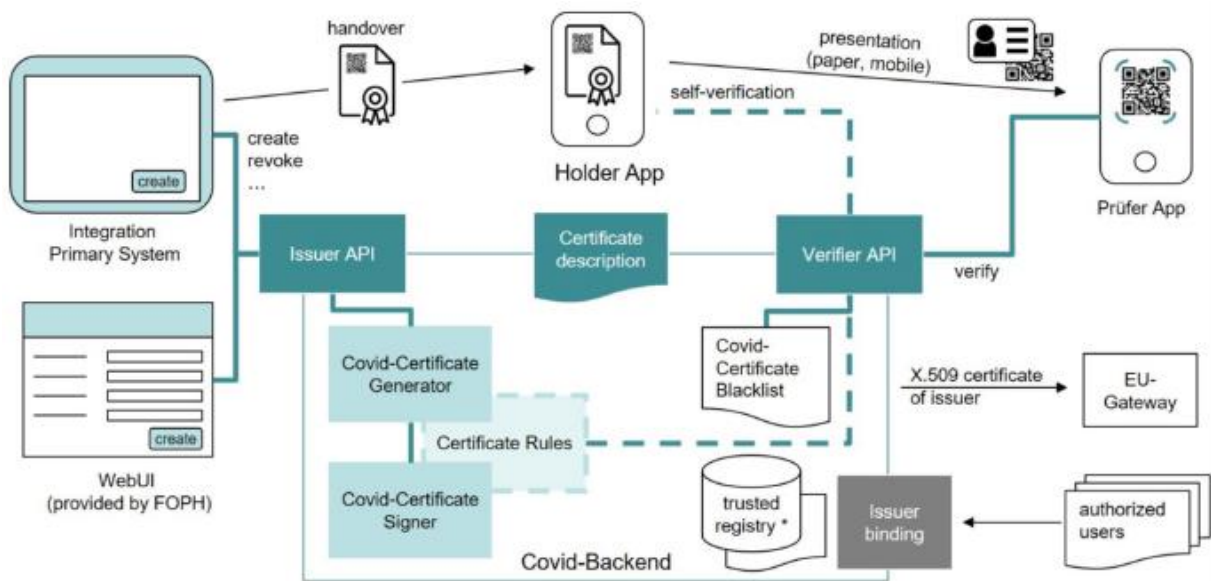 handover
presentation
(paper, mobile)
self-verification
create
revoke
...
create
Integration
Primary System
Holder App
Prüfer App
Issuer API
Certificate
description
Verifier API
verify
Covid-Certificate
Generator
Covid-
Certificate
Blacklist
X.509 certificate
of issuer
EU-
Gateway
Certificate Rules
create
WebUI
(provided by FOPH)
Covid-Certificate
Signer
trusted
registry *
Issuer
binding
authorized
users
Covid-Backend